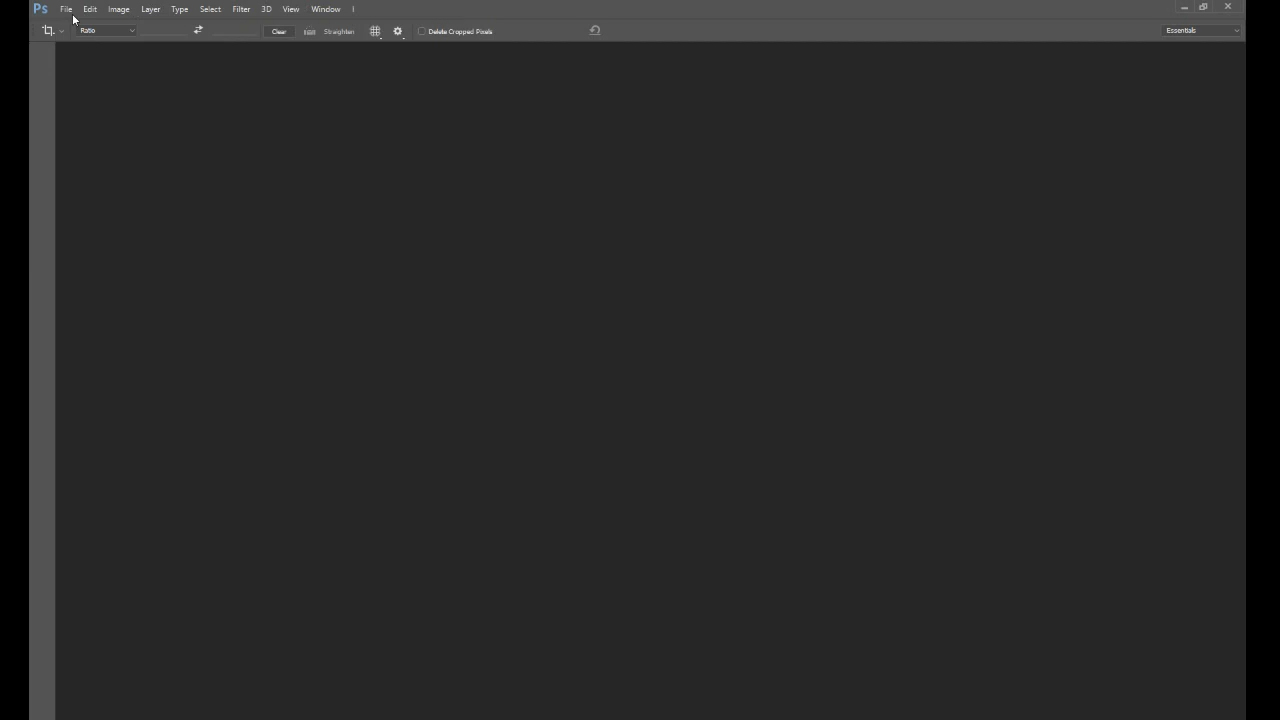 Ps File Edit Image Layer Type Select Filter 3D View Window
Ratio Clear Straighten Delete Cropped Pixels Essentials